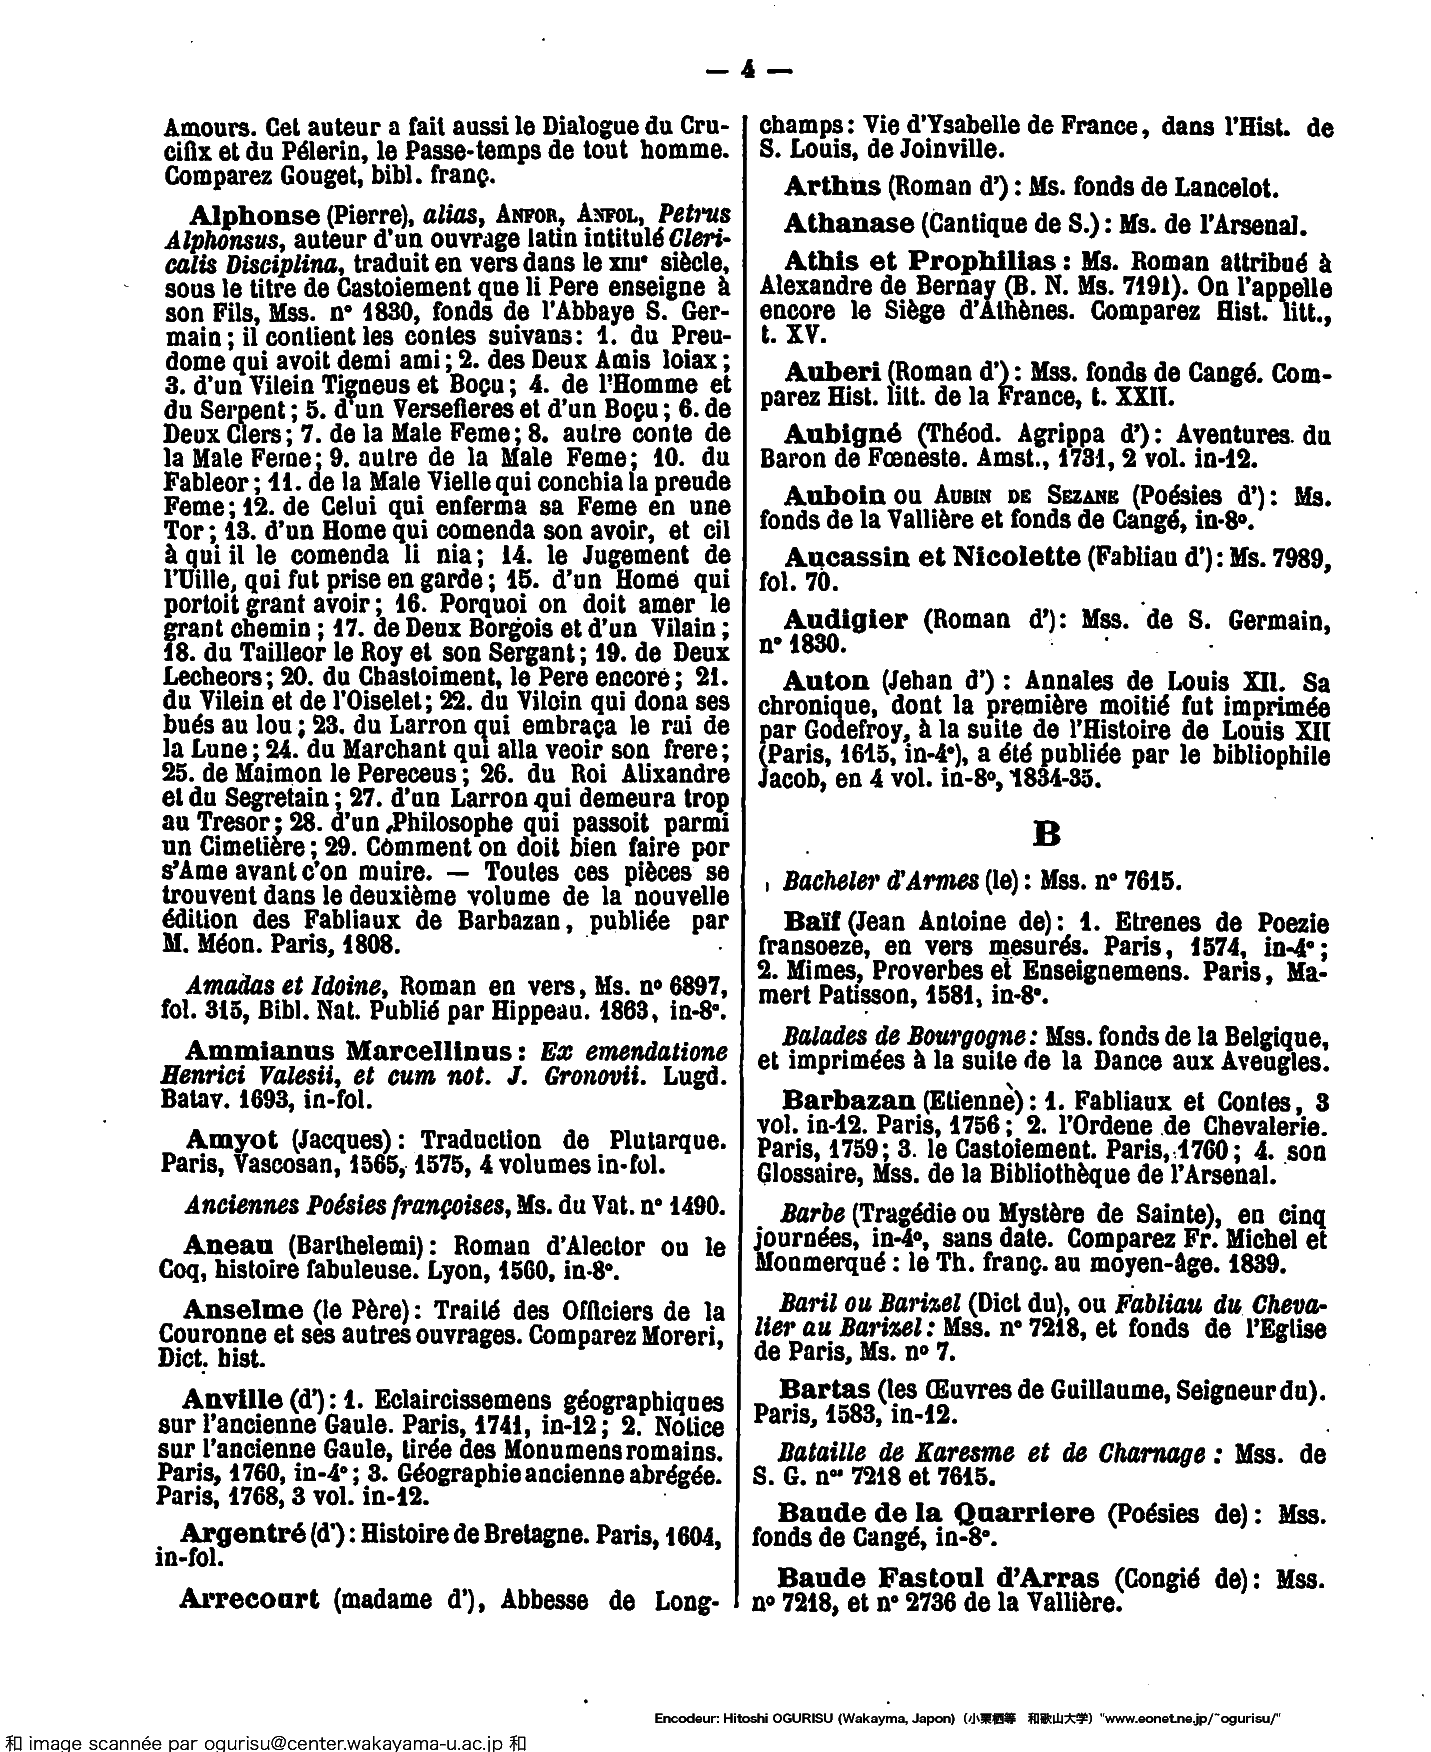 — 4 —
Amours. Cet auteur a fait aussi le Dialogue du Cru-
cifix et du Pélerin, le Passe-temps de tout homme.
Comparez Gouget, bibl. franç.
Alphonse (Pierre), alias, ANFOR, ANFOL, Petrus
Alphonsus, auteur d'un ouvrage latin intitulé Cleri-
calis Disciplina, traduit en vers dans le XIIIe siècle,
sous le titre de Castoiement que li Pere enseigne à
son Fils, Mss. nº 1830, fonds de l'Abbaye S. Ger-
main ; il contient les contes suivans: 1. du Preu-
dome qui avoit demi ami ; 2. des Deux Amis loiax ;
3. d'un Vilein Tigneus et Boçu ; 4. de l'Homme et
du Serpent ; 5. d'un Versefieres et d'un Boçu ; 6. de
Deux Clers ; 7. de la Male Feme ; 8. autre conte de
la Male Feme; 9. autre de la Male Feme; 10. du
Fableor ; 11. de la Male Vielle qui conchia la preude
Feme ; 12. de Celui qui enferma sa Feme en une
Tor ; 13. d'un Home qui comenda son avoir, et cil
à qui il le comenda li nia ; 14. le Jugement de
l'Uille, qui fut prise en garde ; 15. d'un Home qui
portoit grant avoir ; 16. Porquoi on doit amer le
grant chemin ; 17. de Deux Borgois et d'un Vilain ;
18. du Tailleor le Roy et son Sergant ; 19. de Deux
Lecheors ; 20. du Chastoiment, le Pere encore ; 21.
du Vilein et de l'Oiselet ; 22. du Vilein qui dona ses
bués au lou ; 23. du Larron qui embraça le rai de
la Lune ; 24. du Marchant qui alla veoir son frere ;
25. de Maimon le Pereceus ; 26. du Roi Alixandre
et du Segretain ; 27. d'un Larron qui demeura trop
au Tresor ; 28. d'un Philosophe qui passoit parmi
un Cimetière ; 29. Comment on doit bien faire por
s'Ame avant c'on muire. — Toutes ces pièces se
trouvent dans le deuxième volume de la nouvelle
édition des Fabliaux de Barbazan, publiée par
M. Méon. Paris, 1808.
Amadas et Idoine, Roman en vers, Ms. nº 6897,
fol. 315, Bibl. Nat. Publié par Hippeau. 1863, in-8º.
Ammianus Marcellinus : Ex emendatione
Henrici Valesii, et cum not. J. Gronovii. Lugd.
Batav. 1693, in-fol.
Amyot (Jacques) : Traduction de Plutarque.
Paris, Vascosan, 1565, 1575, 4 volumes in-fol.
Anciennes Poésies françoises, Ms. du Vat. nº 1490.
Aneau (Barthelemi) : Roman d'Alector ou le
Coq, histoire fabuleuse. Lyon, 1560, in-8º.
Anselme (le Père) : Traité des Officiers de la
Couronne et ses autres ouvrages. Comparez Moreri,
Dict. hist.
Anville (d') : 1. Eclaircissemens géographiques
sur l'ancienne Gaule. Paris, 1741, in-12 ; 2. Notice
sur l'ancienne Gaule, tirée des Monumens romains.
Paris, 1760, in-4º ; 3. Géographie ancienne abrégée.
Paris, 1768, 3 vol. in-12.
Argentré (d') : Histoire de Bretagne. Paris, 1604,
in-fol.
Arrecourt (madame d'), Abbesse de Long-
champs : Vie d'Ysabelle de France, dans l'Hist. de
S. Louis, de Joinville.
Arthus (Roman d') : Ms. fonds de Lancelot.
Athanase (Cantique de S.) : Ms. de l'Arsenal.
Athis et Prophilias : Ms. Roman attribué à
Alexandre de Bernay (B. N. Ms. 7191). On l'appelle
encore le Siège d'Athènes. Comparez Hist. litt.,
t. XV.
Auberi (Roman d') : Mss. fonds de Cangé. Com-
parez Hist. litt. de la France, t. XXII.
Aubigné (Théod. Agrippa d') : Aventures du
Baron de Fœneste. Amst., 1731, 2 vol. in-12.
Auboin ou AUBIN DE SEZANE (Poésies d') : Ms.
fonds de la Vallière et fonds de Cangé, in-8º.
Aucassin et Nicolette (Fabliau d') : Ms. 7989,
fol. 70.
Audigier (Roman d') : Mss. de S. Germain,
nº 1830.
Auton (Jehan d') : Annales de Louis XII. Sa
chronique, dont la première moitié fut imprimée
par Godefroy, à la suite de l'Histoire de Louis XII
(Paris, 1615, in-4º), a été publiée par le bibliophile
Jacob, en 4 vol. in-8º, 1834-35.
B
Bacheler d'Armes (le) : Mss. nº 7615.
Baïf (Jean Antoine de) : 1. Etrenes de Poezie
fransoeze, en vers mesurés. Paris, 1574, in-4º ;
2. Mimes, Proverbes et Enseignemens. Paris, Ma-
mert Patisson, 1581, in-8º.
Balades de Bourgogne : Mss. fonds de la Belgique,
et imprimées à la suite de la Dance aux Aveugles.
Barbazan (Etienne) : 1. Fabliaux et Contes, 3
vol. in-12. Paris, 1756 ; 2. l'Ordene de Chevalerie.
Paris, 1759 ; 3. le Castoiement. Paris, 1760 ; 4. son
Glossaire, Mss. de la Bibliothèque de l'Arsenal.
Barbe (Tragédie ou Mystère de Sainte), en cinq
journées, in-4º, sans date. Comparez Fr. Michel et
Monmerqué : le Th. franç. au moyen-âge. 1839.
Baril ou Barizel (Dict du), ou Fabliau du Cheva-
lier au Barizel : Mss. nº 7218, et fonds de l'Eglise
de Paris, Ms. nº 7.
Bartas (les Œuvres de Guillaume, Seigneur du).
Paris, 1583, in-12.
Bataille de Karesme et de Charnage : Mss. de
S. G. nos 7218 et 7615.
Baude de la Quarriere (Poésies de) : Mss.
fonds de Cangé, in-8º.
Baude Fastoul d'Arras (Congié de) : Mss.
nº 7218, et nº 2736 de la Vallière.
Encodeur: Hitoshi OGURISU (Wakayma, Japon) (小栗栖等 和歌山大学) "www.eonet.ne.jp/~ogurisu/"
和 image scannée par ogurisu@center.wakayama-u.ac.jp 和